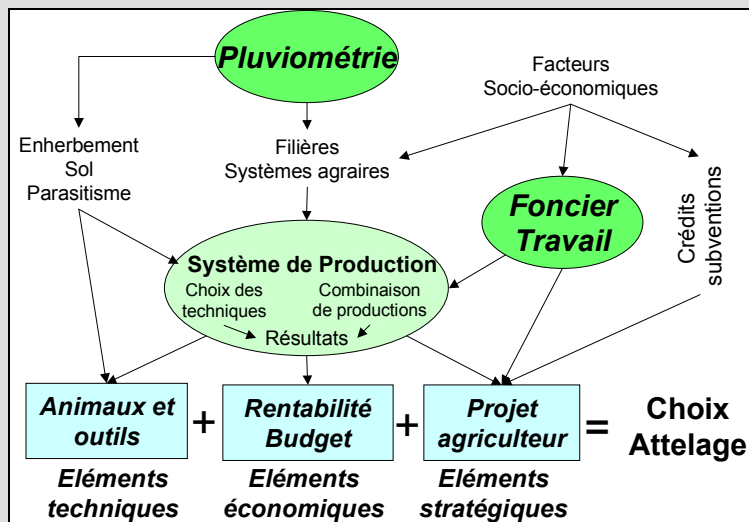 Pluviométrie
Facteurs
Socio-économiques
Enherbement
Sol
Parasitisme
Filières
Systèmes agraires
Foncier
Travail
Crédits
subventions
Système de Production
Choix des
techniques
Combinaison
de productions
Résultats
Animaux et
outils
+
Rentabilité
Budget
+
Projet
agriculteur
=
Choix
Attelage
Eléments
techniques
Eléments
économiques
Eléments
stratégiques